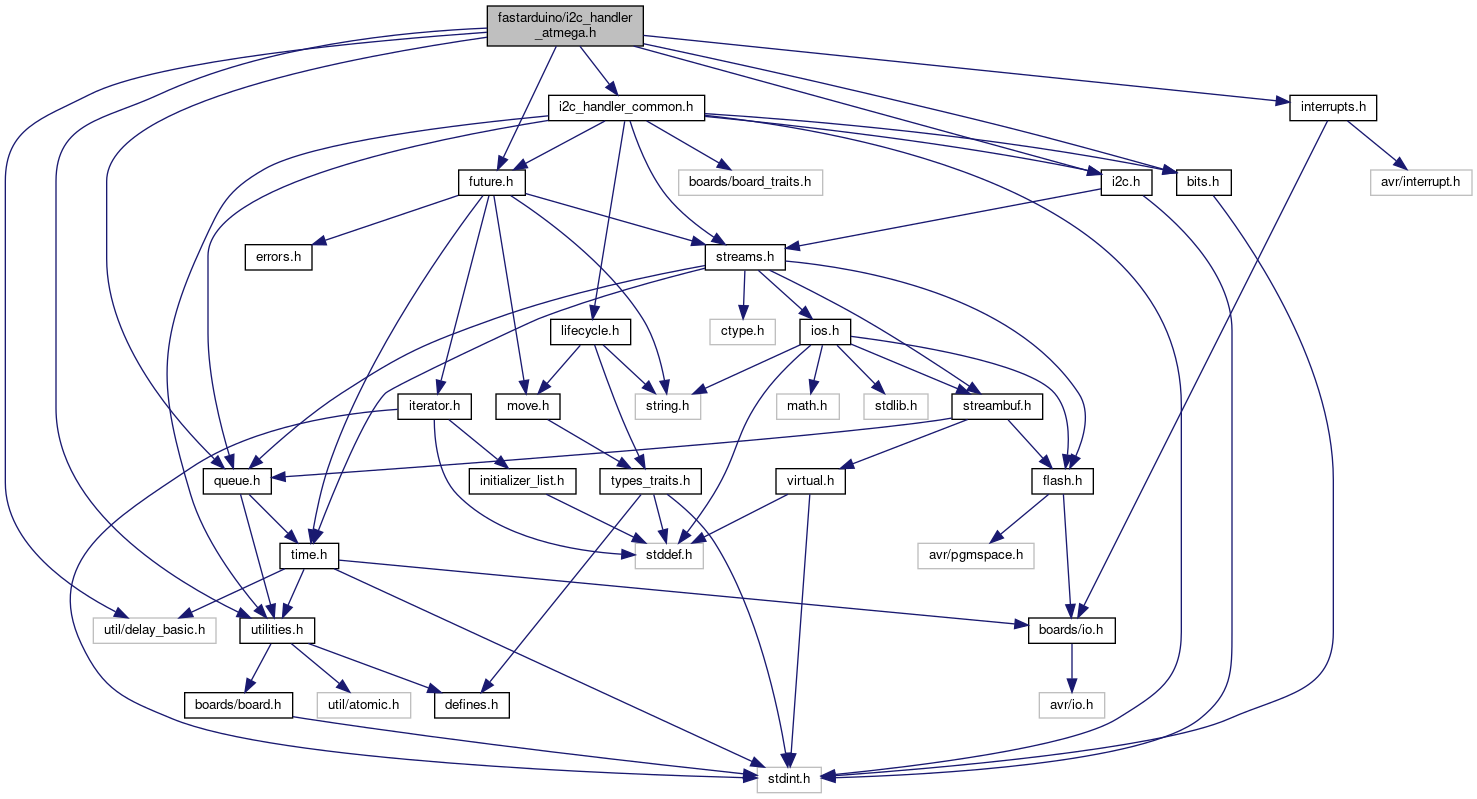 fastarduino/i2c_handler
_atmega.h
i2c_handler_common.h
interrupts.h
future.h
boards/board_traits.h
i2c.h
bits.h
avr/interrupt.h
errors.h
streams.h
lifecycle.h
ctype.h
ios.h
iterator.h
move.h
string.h
math.h
stdlib.h
streambuf.h
queue.h
initializer_list.h
types_traits.h
virtual.h
flash.h
time.h
stddef.h
avr/pgmspace.h
util/delay_basic.h
utilities.h
boards/io.h
boards/board.h
util/atomic.h
defines.h
avr/io.h
stdint.h